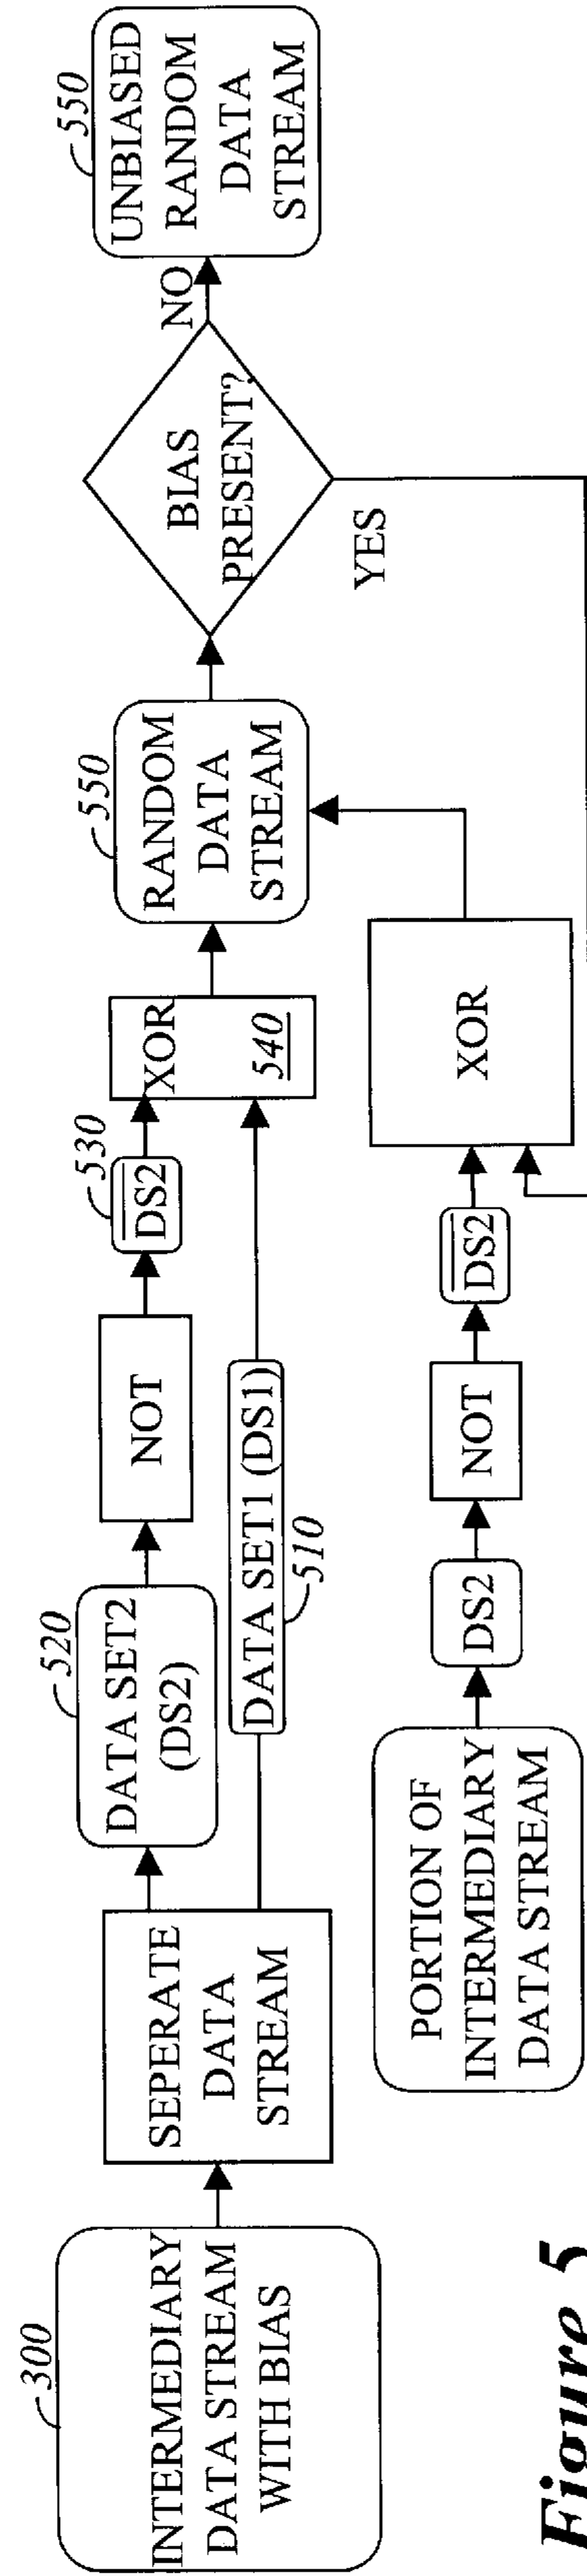 300
INTERMEDIARY
DATA STREAM
WITH BIAS
SEPERATE
DATA
STREAM
520
DATA SET2
(DS2)
DATA SET1 (DS1)
510
NOT
530
DS2
XOR
540
550
RANDOM
DATA
STREAM
BIAS
PRESENT?
NO
YES
550
UNBIASED
RANDOM
DATA
STREAM
PORTION OF
INTERMEDIARY
DATA STREAM
DS2
NOT
DS2
XOR
Figure 5